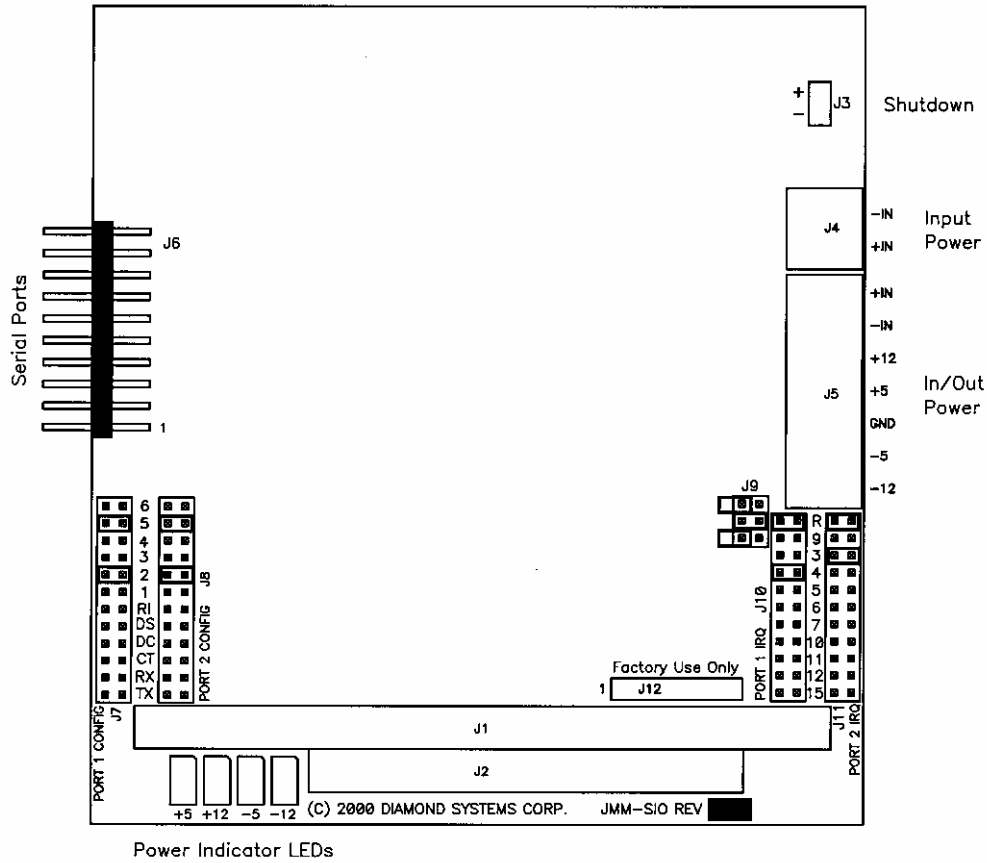 +
-
J3
Shutdown
J4
-IN
+IN
Input
Power
J6
Serial Ports
1
J5
+IN
-IN
+12
+5
GND
-5
-12
In/Out
Power
J9
6
5
4
3
2
1
RI
DS
DC
CT
RX
TX
J7
PORT 1 CONFIG
J8
PORT 2 CONFIG
R
9
3
4
5
6
7
10
11
12
15
J10
PORT 1 IRQ
J11
PORT 2 IRQ
Factory Use Only
1 J12
J1
J2
+5 +12 -5 -12
(C) 2000 DIAMOND SYSTEMS CORP. JMM-SIO REV
Power Indicator LEDs